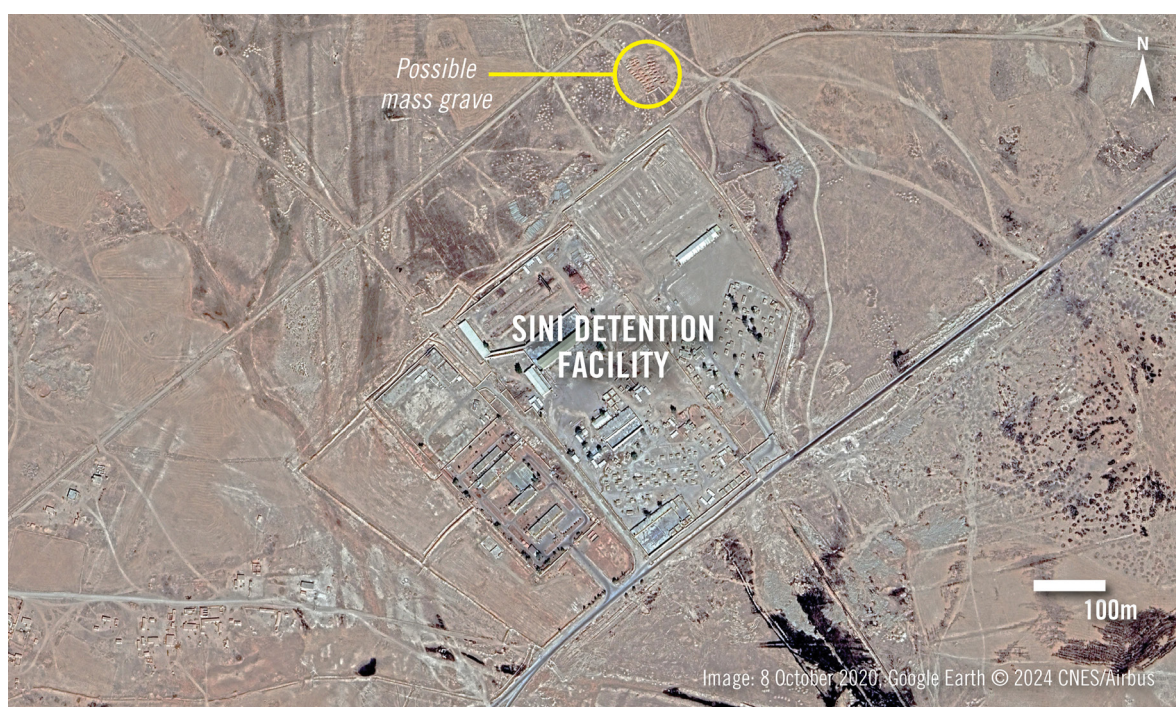 Possible
mass grave
N
SINI DETENTION
FACILITY
100m
Image: 8 October 2020, Google Earth © 2024 CNES/Airbus